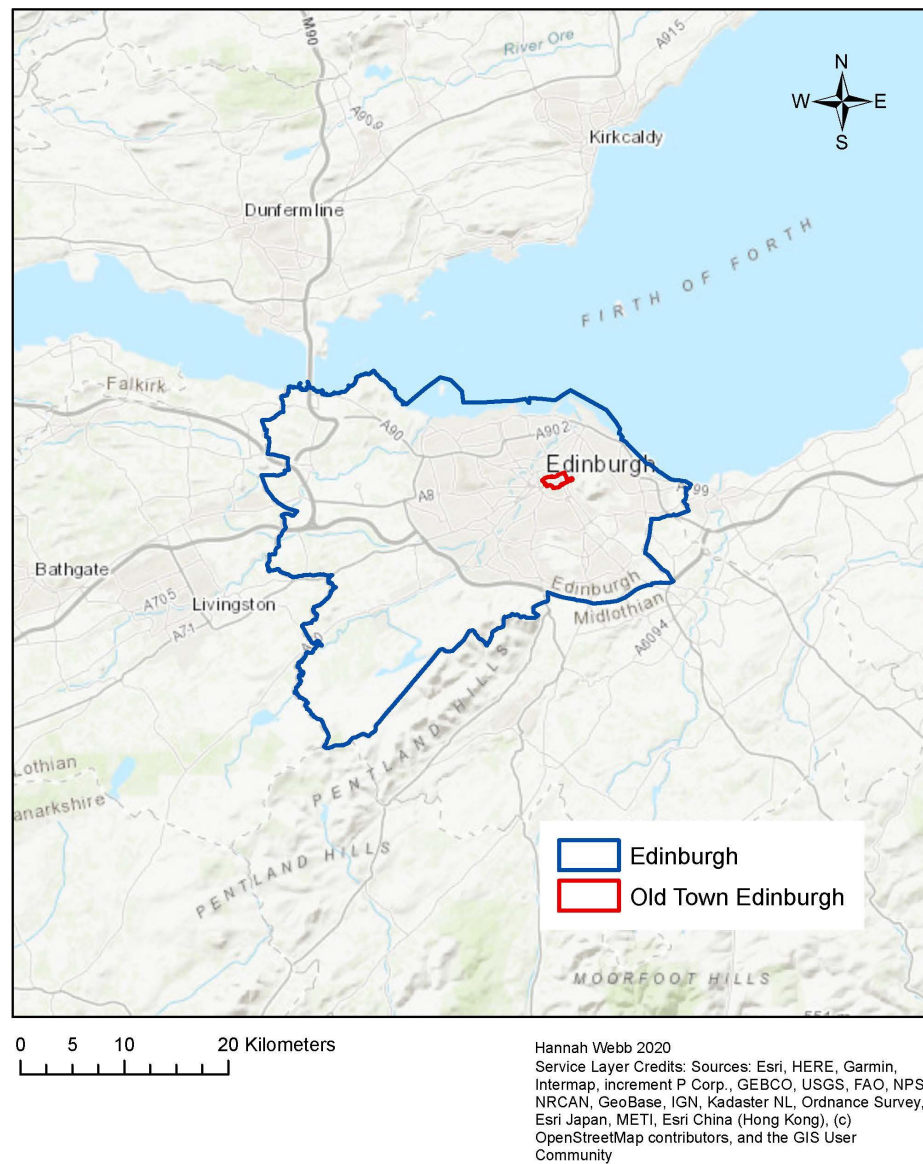 M90
River Ore
A915
A909
Kirkcaldy
N
W E
S
Dunfermline
FIRTH OF FORTH
Falkirk
A90
A902
Edinburgh
A8
A199
Bathgate
A705
Livingston
A71
Edinburgh
Midlothian
A6094
PENTLAND HILLS
Lothian
anarkshire
PENTLAND HILLS
Edinburgh
Old Town Edinburgh
MOORFOOT HILLS
0 5 10 20 Kilometers
Hannah Webb 2020
Service Layer Credits: Sources: Esri, HERE, Garmin,
Intermap, increment P Corp., GEBCO, USGS, FAO, NPS
NRCAN, GeoBase, IGN, Kadaster NL, Ordnance Survey,
Esri Japan, METI, Esri China (Hong Kong), (c)
OpenStreetMap contributors, and the GIS User
Community